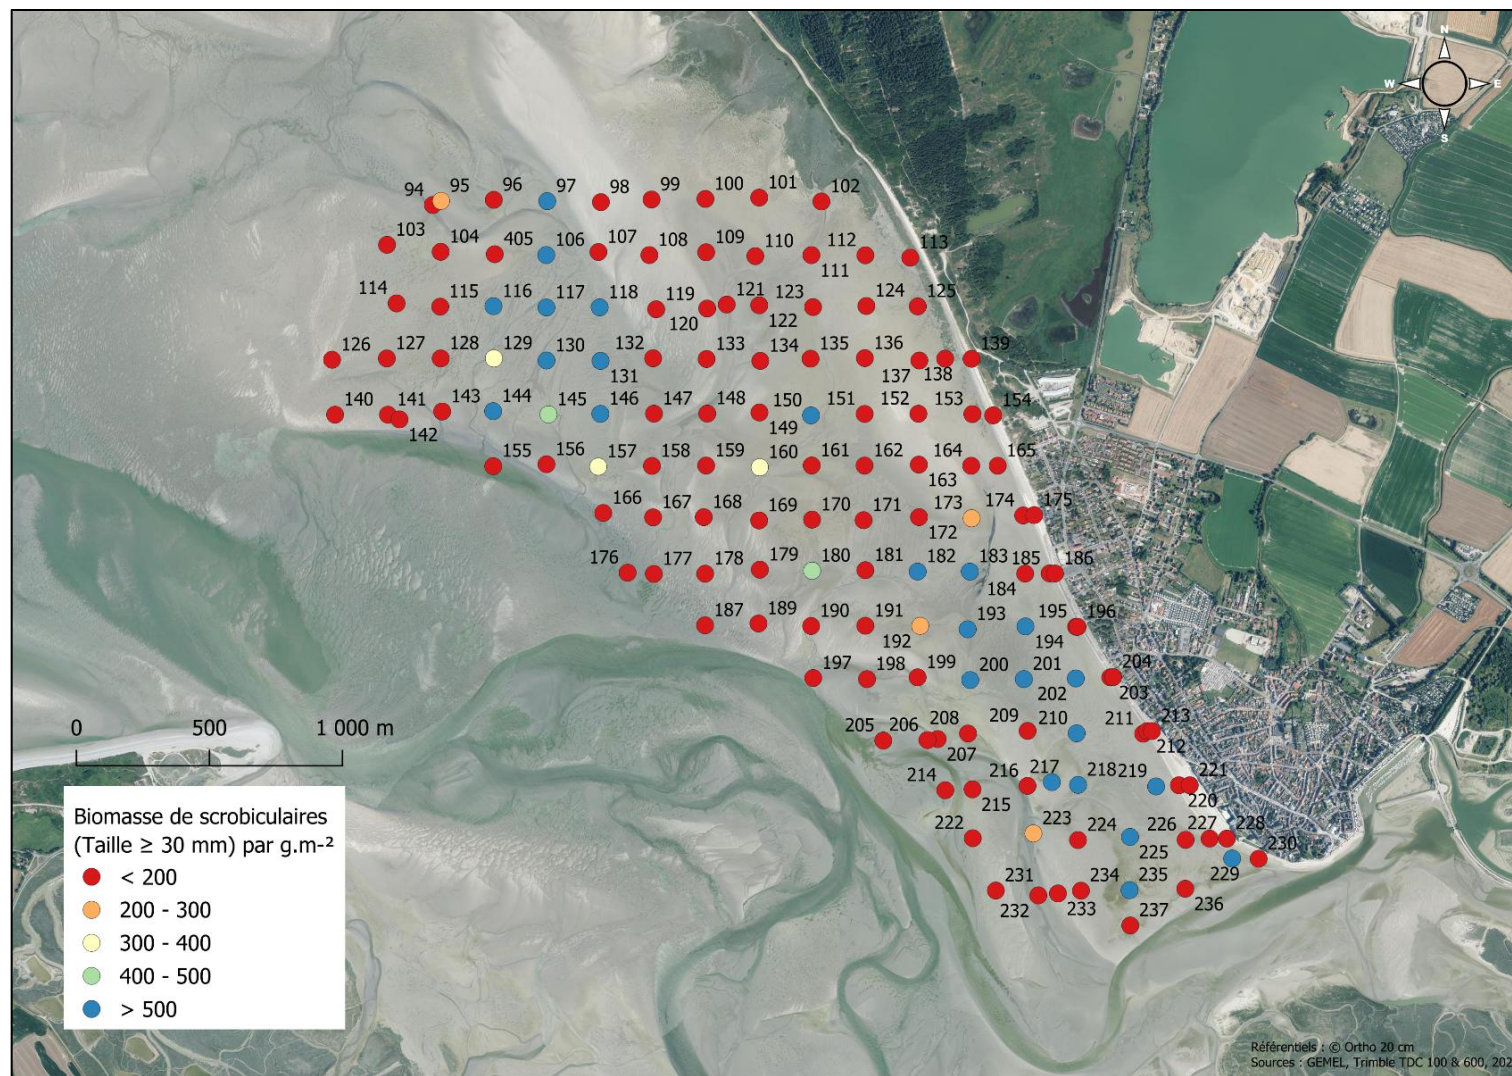 N
W E
S
94 95 96 97 98 99 100 101 102
103 104 405 106 107 108 109 110 111 112 113
114 115 116 117 118 119 120 121 122 123 124 125
126 127 128 129 130 131 132 133 134 135 136 137 138 139
140 141 142 143 144 145 146 147 148 149 150 151 152 153 154
155 156 157 158 159 160 161 162 163 164 165
166 167 168 169 170 171 172 173 174 175
176 177 178 179 180 181 182 183 184 185 186
187 189 190 191 192 193 194 195 196
197 198 199 200 201 202 203 204
205 206 207 208 209 210 211 212 213
214 215 216 217 218 219 220 221
222 223 224 225 226 227 228
229 230
231 232 233 234 235 236
237
0 500 1 000 m
Biomasse de scrobiculaires
(Taille ≥ 30 mm) par g.m-²
< 200
200 - 300
300 - 400
400 - 500
> 500
Référentiels : © Ortho 20 cm
Sources : GEMEL, Trimble TDC 100 & 600, 202